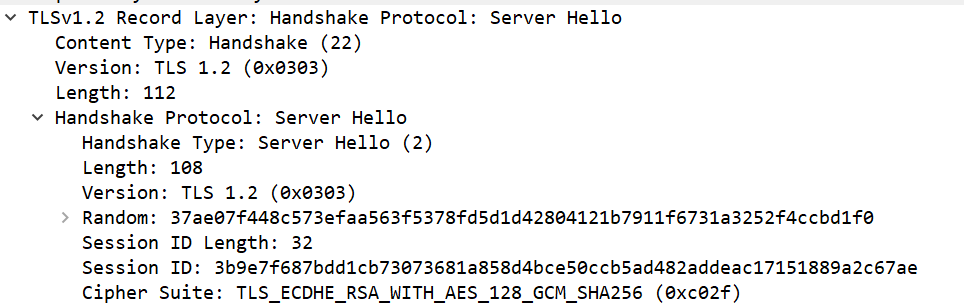 TLSv1.2 Record Layer: Handshake Protocol: Server Hello
Content Type: Handshake (22)
Version: TLS 1.2 (0x0303)
Length: 112
Handshake Protocol: Server Hello
Handshake Type: Server Hello (2)
Length: 108
Version: TLS 1.2 (0x0303)
Random: 37ae07f448c573efaa563f5378fd5d1d42804121b7911f6731a3252f4ccbd1f0
Session ID Length: 32
Session ID: 3b9e7f687bdd1cb73073681a858d4bce50ccb5ad482addeac17151889a2c67ae
Cipher Suite: TLS_ECDHE_RSA_WITH_AES_128_GCM_SHA256 (0xc02f)